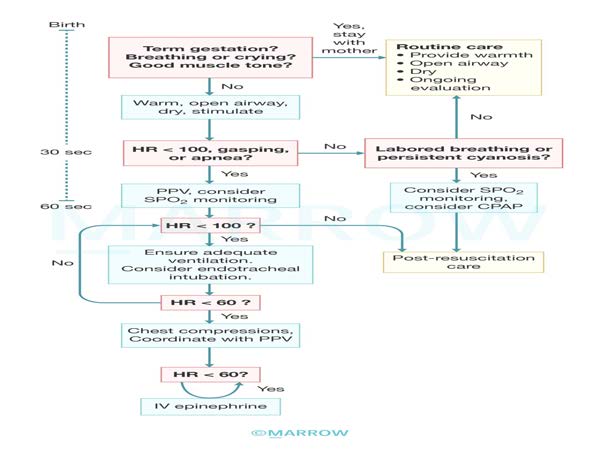 Birth
Term gestation?
Breathing or crying?
Good muscle tone?
Yes,
stay
with
mother
Routine care
• Provide warmth
• Open airway
• Dry
• Ongoing
evaluation
No
Warm, open airway,
dry, stimulate
No
30 sec
HR < 100, gasping,
or apnea?
No
Labored breathing or
persistent cyanosis?
Yes
Yes
PPV, consider
SPO₂ monitoring
Consider SPO₂
monitoring,
consider CPAP
60 sec
MARROW
HR < 100 ?
No
Yes
No
Ensure adequate
ventilation.
Consider endotracheal
intubation.
Post-resuscitation
care
HR < 60 ?
Yes
Chest compressions,
Coordinate with PPV
HR < 60?
Yes
IV epinephrine
©MARROW